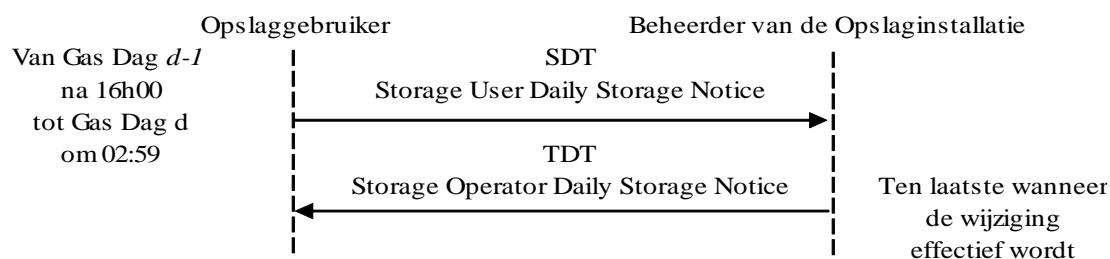 Opslaggebruiker
Beheerder van de Opslaginstallatie
Van Gas Dag d-1
na 16h00
tot Gas Dag d
om 02:59
SDT
Storage User Daily Storage Notice
TDT
Storage Operator Daily Storage Notice
Ten laatste wanneer
de wijziging
effectief wordt